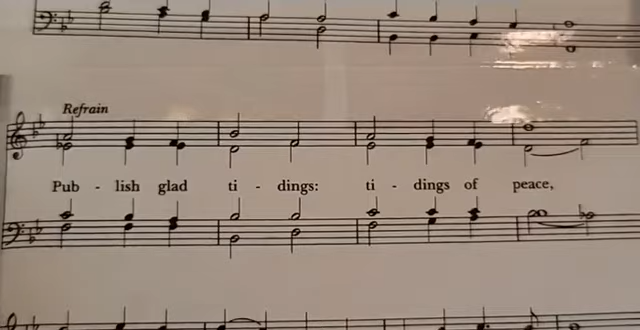 Refrain
Pub - lish glad ti - dings: ti - dings of peace,